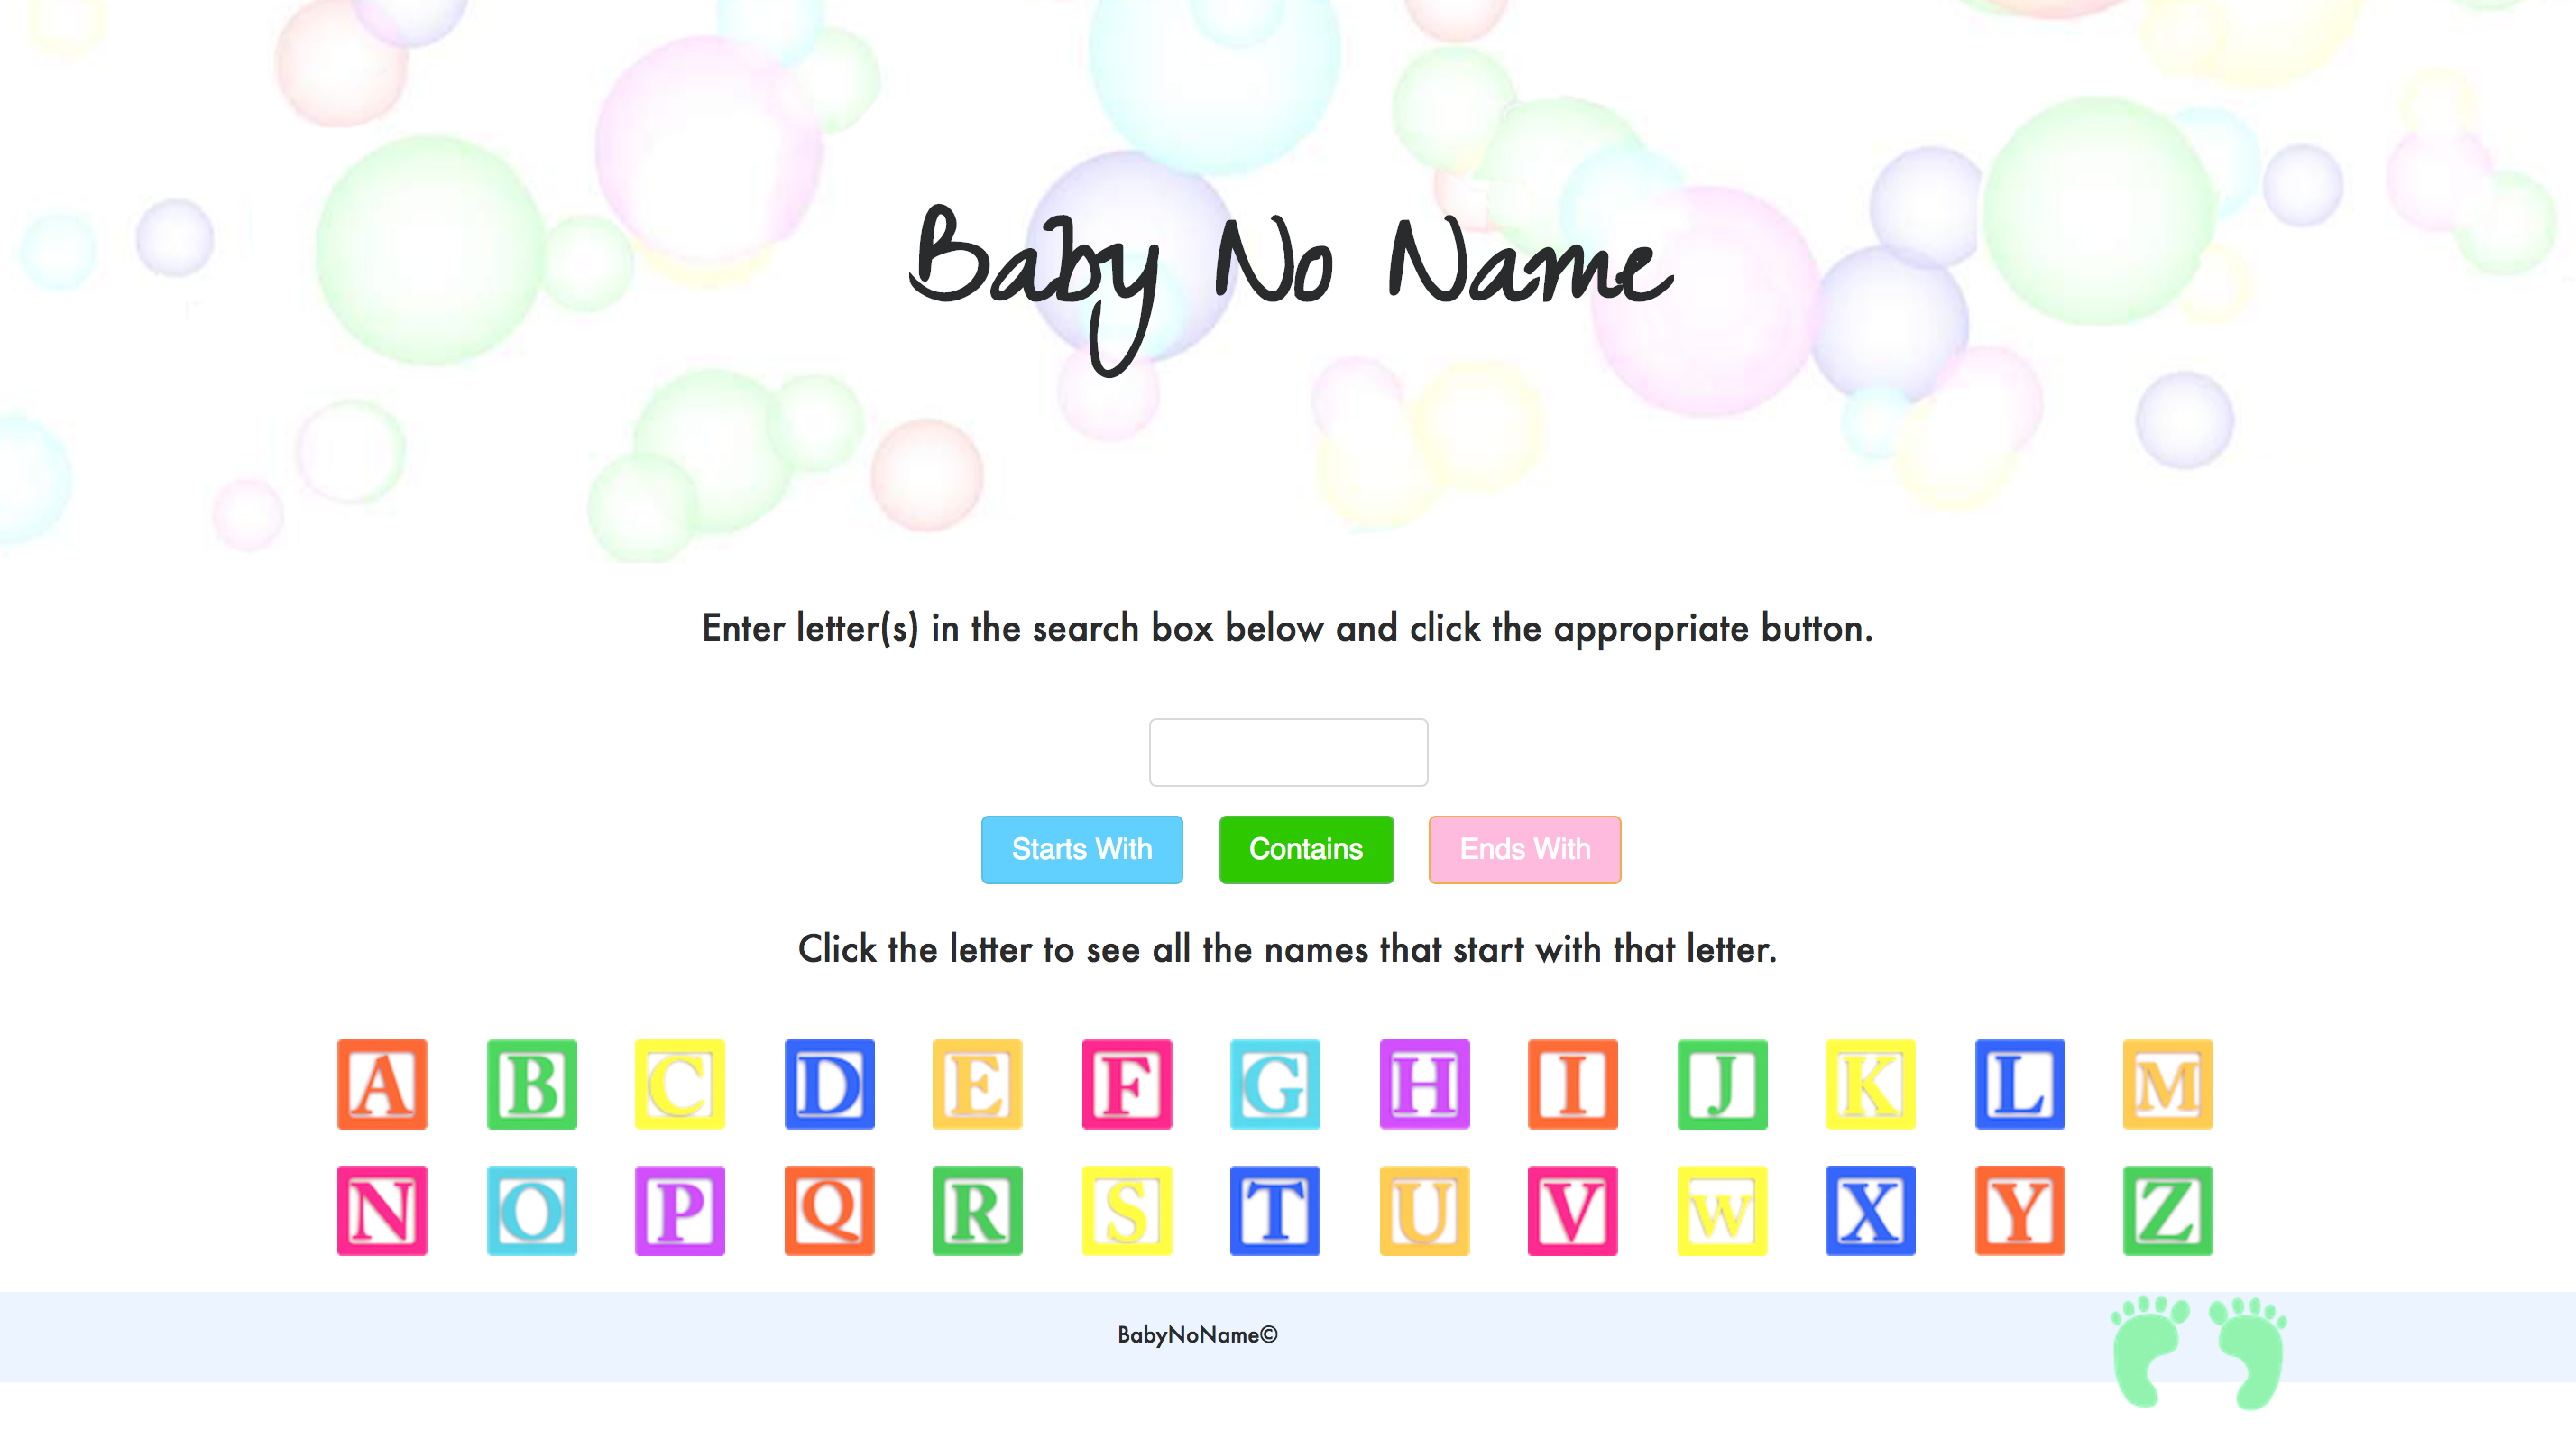 Baby No Name
Enter letter(s) in the search box below and click the appropriate button.
Starts With Contains Ends With
Click the letter to see all the names that start with that letter.
A B C D E F G H I J K L M
N O P Q R S T U V W X Y Z
BabyNoName©